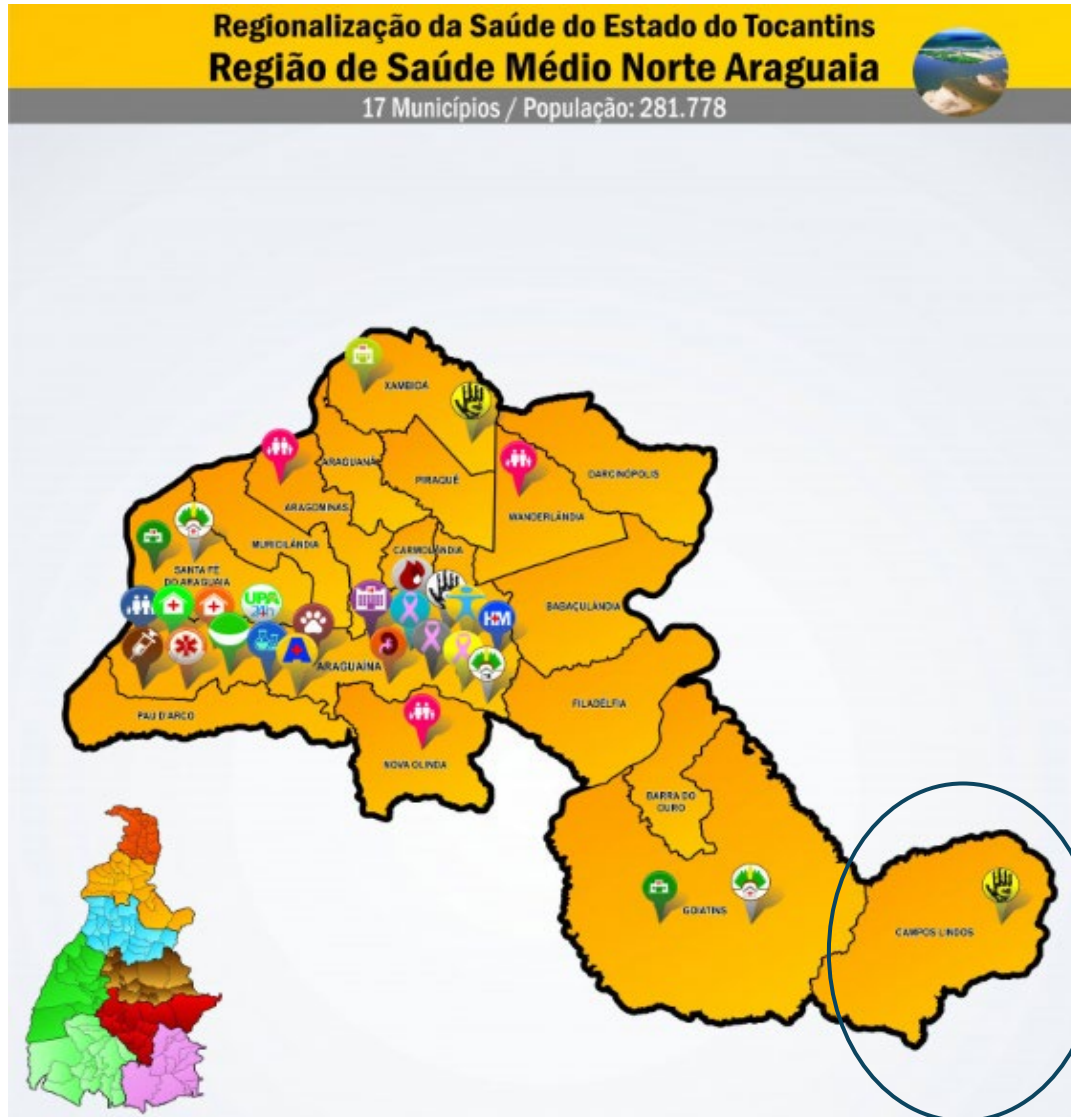 Regionalização da Saúde do Estado do Tocantins
Região de Saúde Médio Norte Araguaia
17 Municípios / População: 281.778
XAMBIOÁ
ARAGUANÃ
PIRAQUÊ
DARCINÓPOLIS
ARAGOMINAS
WANDERLÂNDIA
MURICILÂNDIA
CARMOLÂNDIA
SANTA FÉ
DO ARAGUAIA
UPA
24h
BABAÇULÂNDIA
HM
A
ARAGUAÍNA
PAU D'ARCO
FILADÉLFIA
NOVA OLINDA
BARRA DO
OURO
GOIATINS
CAMPOS LINDOS